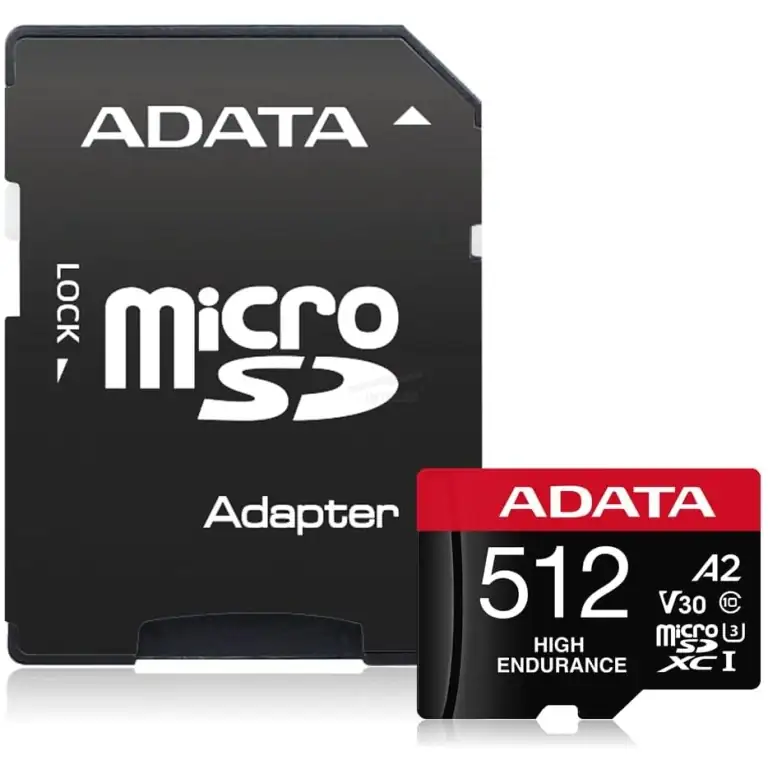 ADATA
LOCK
micro
SD
Adapter
ADATA
512
A2
V30 10
HIGH
ENDURANCE
micro
SD
3
XC I